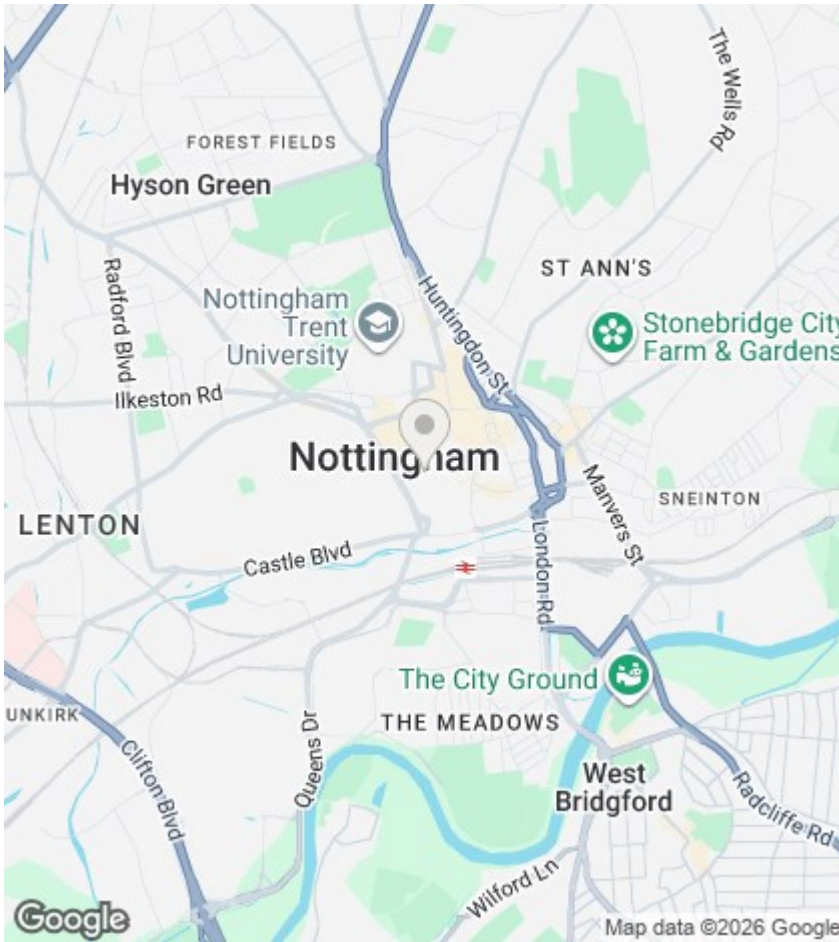 The Wells Rd
FOREST FIELDS
Hyson Green
Radford Blvd
ST ANN'S
Nottingham
Trent
University
Huntingdon St
Stonebridge City
Farm & Gardens
Ilkeston Rd
Nottingham
Manvers St
SNEINTON
LENTON
Castle Blvd
London Rd
The City Ground
UNKIRK
Queens Dr
THE MEADOWS
Clifton Blvd
West
Bridgford
Radcliffe Rd
Wilford Ln
Google
Map data ©2026 Google